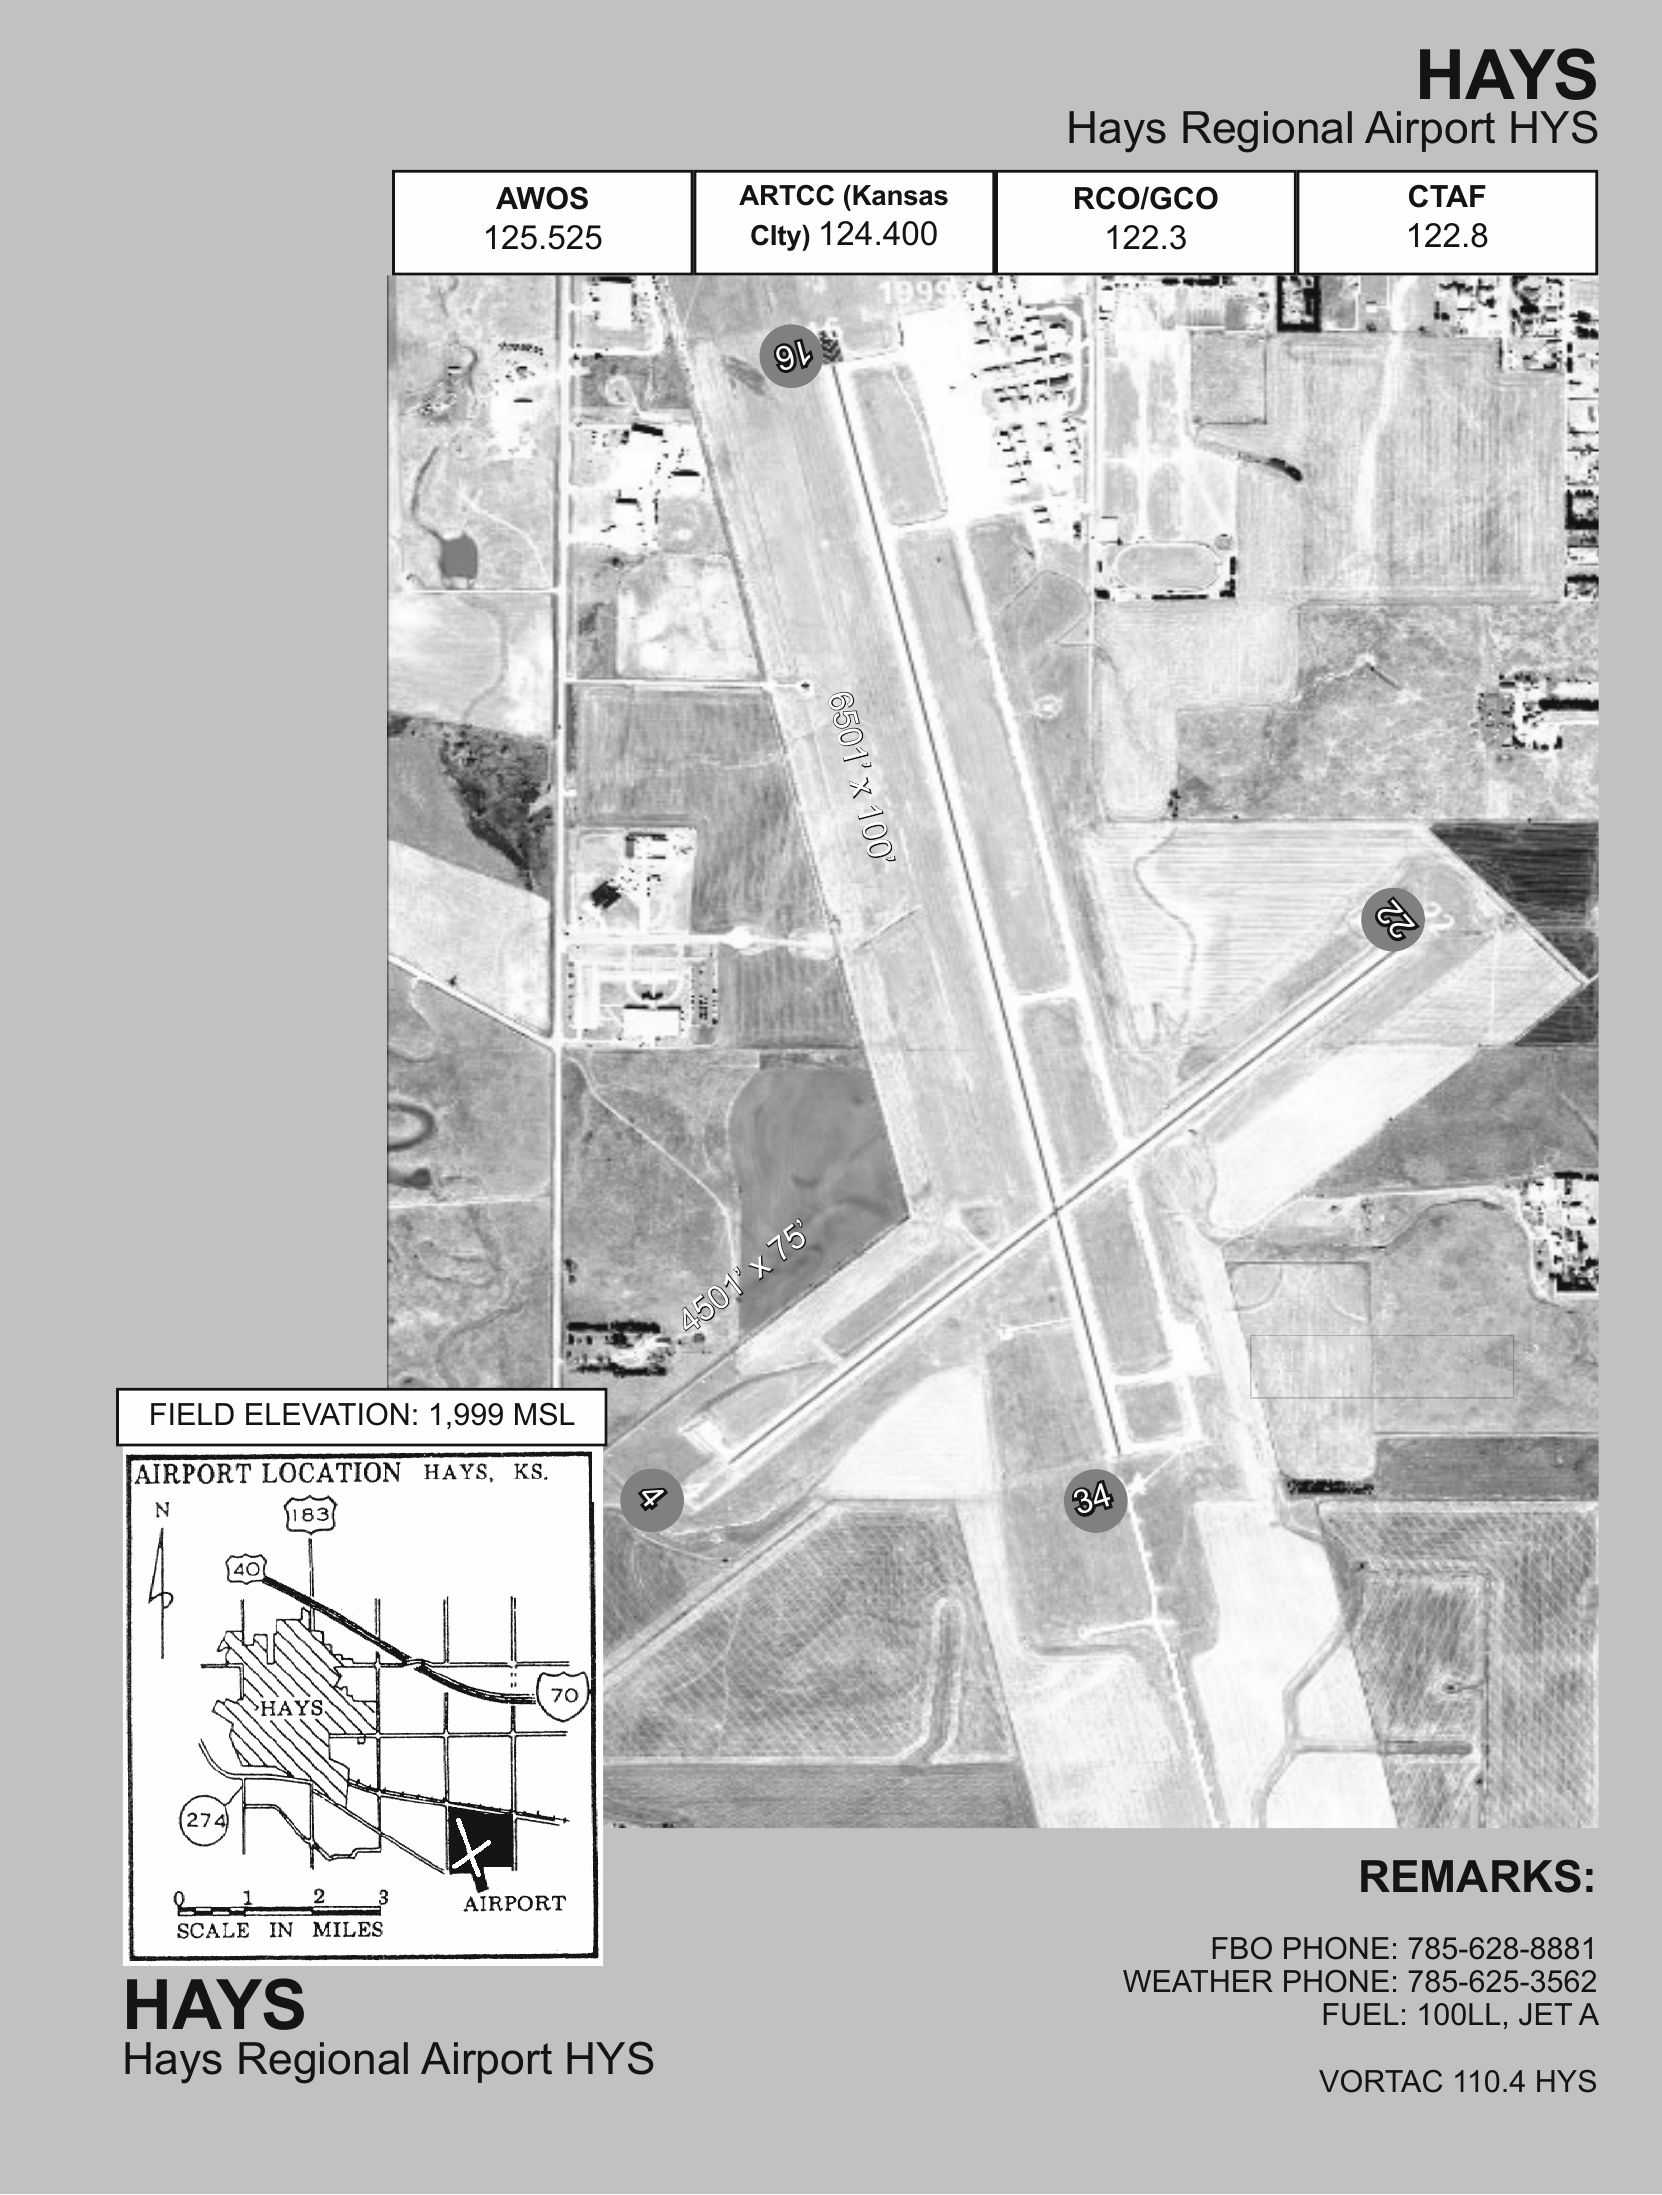 HAYS
Hays Regional Airport HYS
AWOS
125.525
ARTCC (Kansas
CIty) 124.400
RCO/GCO
122.3
CTAF
122.8
1999
16
6501’ x 100’
22
4501’ x 75’
4
34
FIELD ELEVATION: 1,999 MSL
AIRPORT LOCATION HAYS, KS.
N
183
40
70
HAYS
274
AIRPORT
0 1 2 3
SCALE IN MILES
HAYS
Hays Regional Airport HYS
REMARKS:
FBO PHONE: 785-628-8881
WEATHER PHONE: 785-625-3562
FUEL: 100LL, JET A
VORTAC 110.4 HYS